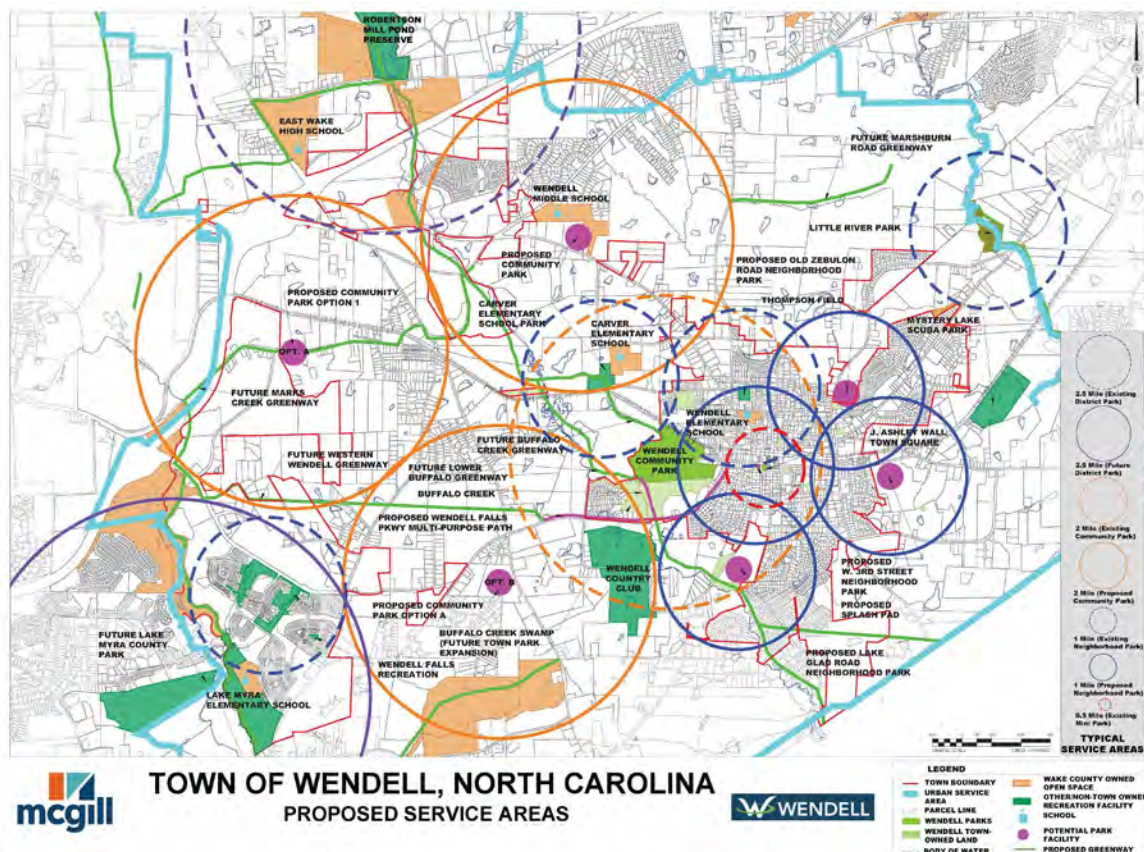 ROBERTSON
MILL POND
PRESERVE
EAST WAKE
HIGH SCHOOL
FUTURE MARSHBURN
ROAD GREENWAY
WENDELL
MIDDLE SCHOOL
LITTLE RIVER PARK
PROPOSED
COMMUNITY
PARK
PROPOSED OLD ZEBULON
ROAD NEIGHBORHOOD
PARK
PROPOSED COMMUNITY
PARK OPTION 1
CARVER
ELEMENTARY
SCHOOL PARK
THOMPSON FIELD
CARVER
ELEMENTARY
SCHOOL
MYSTERY LAKE
SCUBA PARK
OPT. A
FUTURE MARKS
CREEK GREENWAY
WENDELL
ELEMENTARY
SCHOOL
J. ASHLEY WALL
TOWN SQUARE
FUTURE BUFFALO
CREEK GREENWAY
WENDELL
COMMUNITY
PARK
FUTURE WESTERN
WENDELL GREENWAY
FUTURE LOWER
BUFFALO GREENWAY
BUFFALO CREEK
PROPOSED WENDELL FALLS
PKWY MULTI-PURPOSE PATH
WENDELL
COUNTRY
CLUB
PROPOSED
W. 3RD STREET
NEIGHBORHOOD
PARK
PROPOSED
SPLASH PAD
OPT. B
PROPOSED COMMUNITY
PARK OPTION A
FUTURE LAKE
MYRA COUNTY
PARK
BUFFALO CREEK SWAMP
(FUTURE TOWN PARK
EXPANSION)
WENDELL FALLS
RECREATION
PROPOSED LAKE
GLAD ROAD
NEIGHBORHOOD PARK
LAKE MYRA
ELEMENTARY SCHOOL
2.5 Mile (Existing
District Park)
2.5 Mile (Future
District Park)
2 Mile (Existing
Community Park)
2 Mile (Proposed
Community Park)
1 Mile (Existing
Neighborhood Park)
1 Mile (Proposed
Neighborhood Park)
0.5 Mile (Existing
Mini Park)
TYPICAL
SERVICE AREAS
mcgill
TOWN OF WENDELL, NORTH CAROLINA
PROPOSED SERVICE AREAS
WENDELL
LEGEND
TOWN BOUNDARY
URBAN SERVICE
AREA
PARCEL LINE
WENDELL PARKS
WENDELL TOWN-
OWNED LAND
BODY OF WATER
WAKE COUNTY OWNED
OPEN SPACE
OTHER/NON-TOWN OWNED
RECREATION FACILITY
SCHOOL
POTENTIAL PARK
FACILITY
PROPOSED GREENWAY